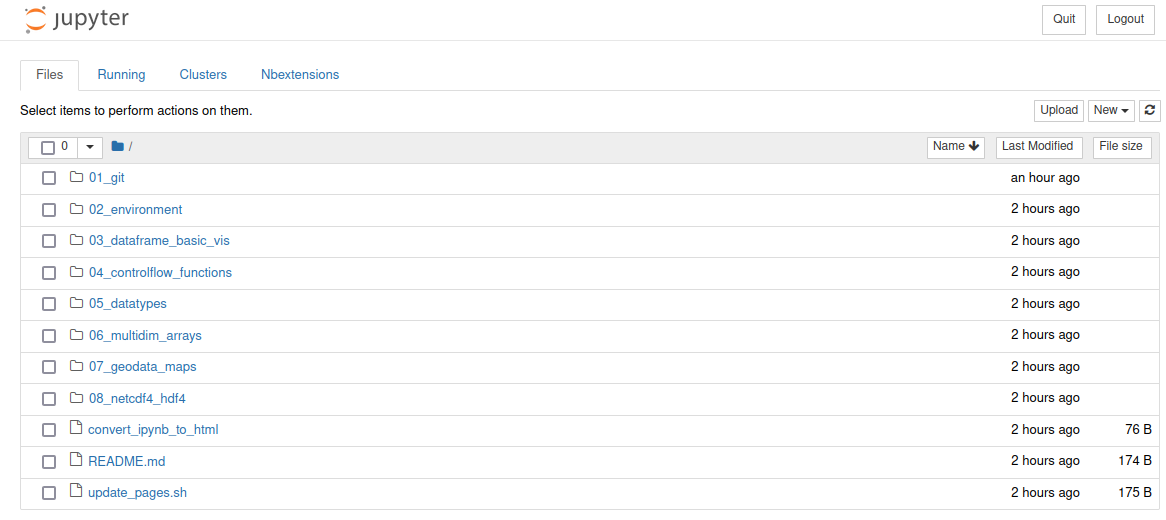 jupyter Quit Logout
Files Running Clusters Nbextensions
Select items to perform actions on them. Upload New
0 / Name Last Modified File size
01_git an hour ago
02_environment 2 hours ago
03_dataframe_basic_vis 2 hours ago
04_controlflow_functions 2 hours ago
05_datatypes 2 hours ago
06_multidim_arrays 2 hours ago
07_geodata_maps 2 hours ago
08_netcdf4_hdf4 2 hours ago
convert_ipynb_to_html 2 hours ago 76 B
README.md 2 hours ago 174 B
update_pages.sh 2 hours ago 175 B